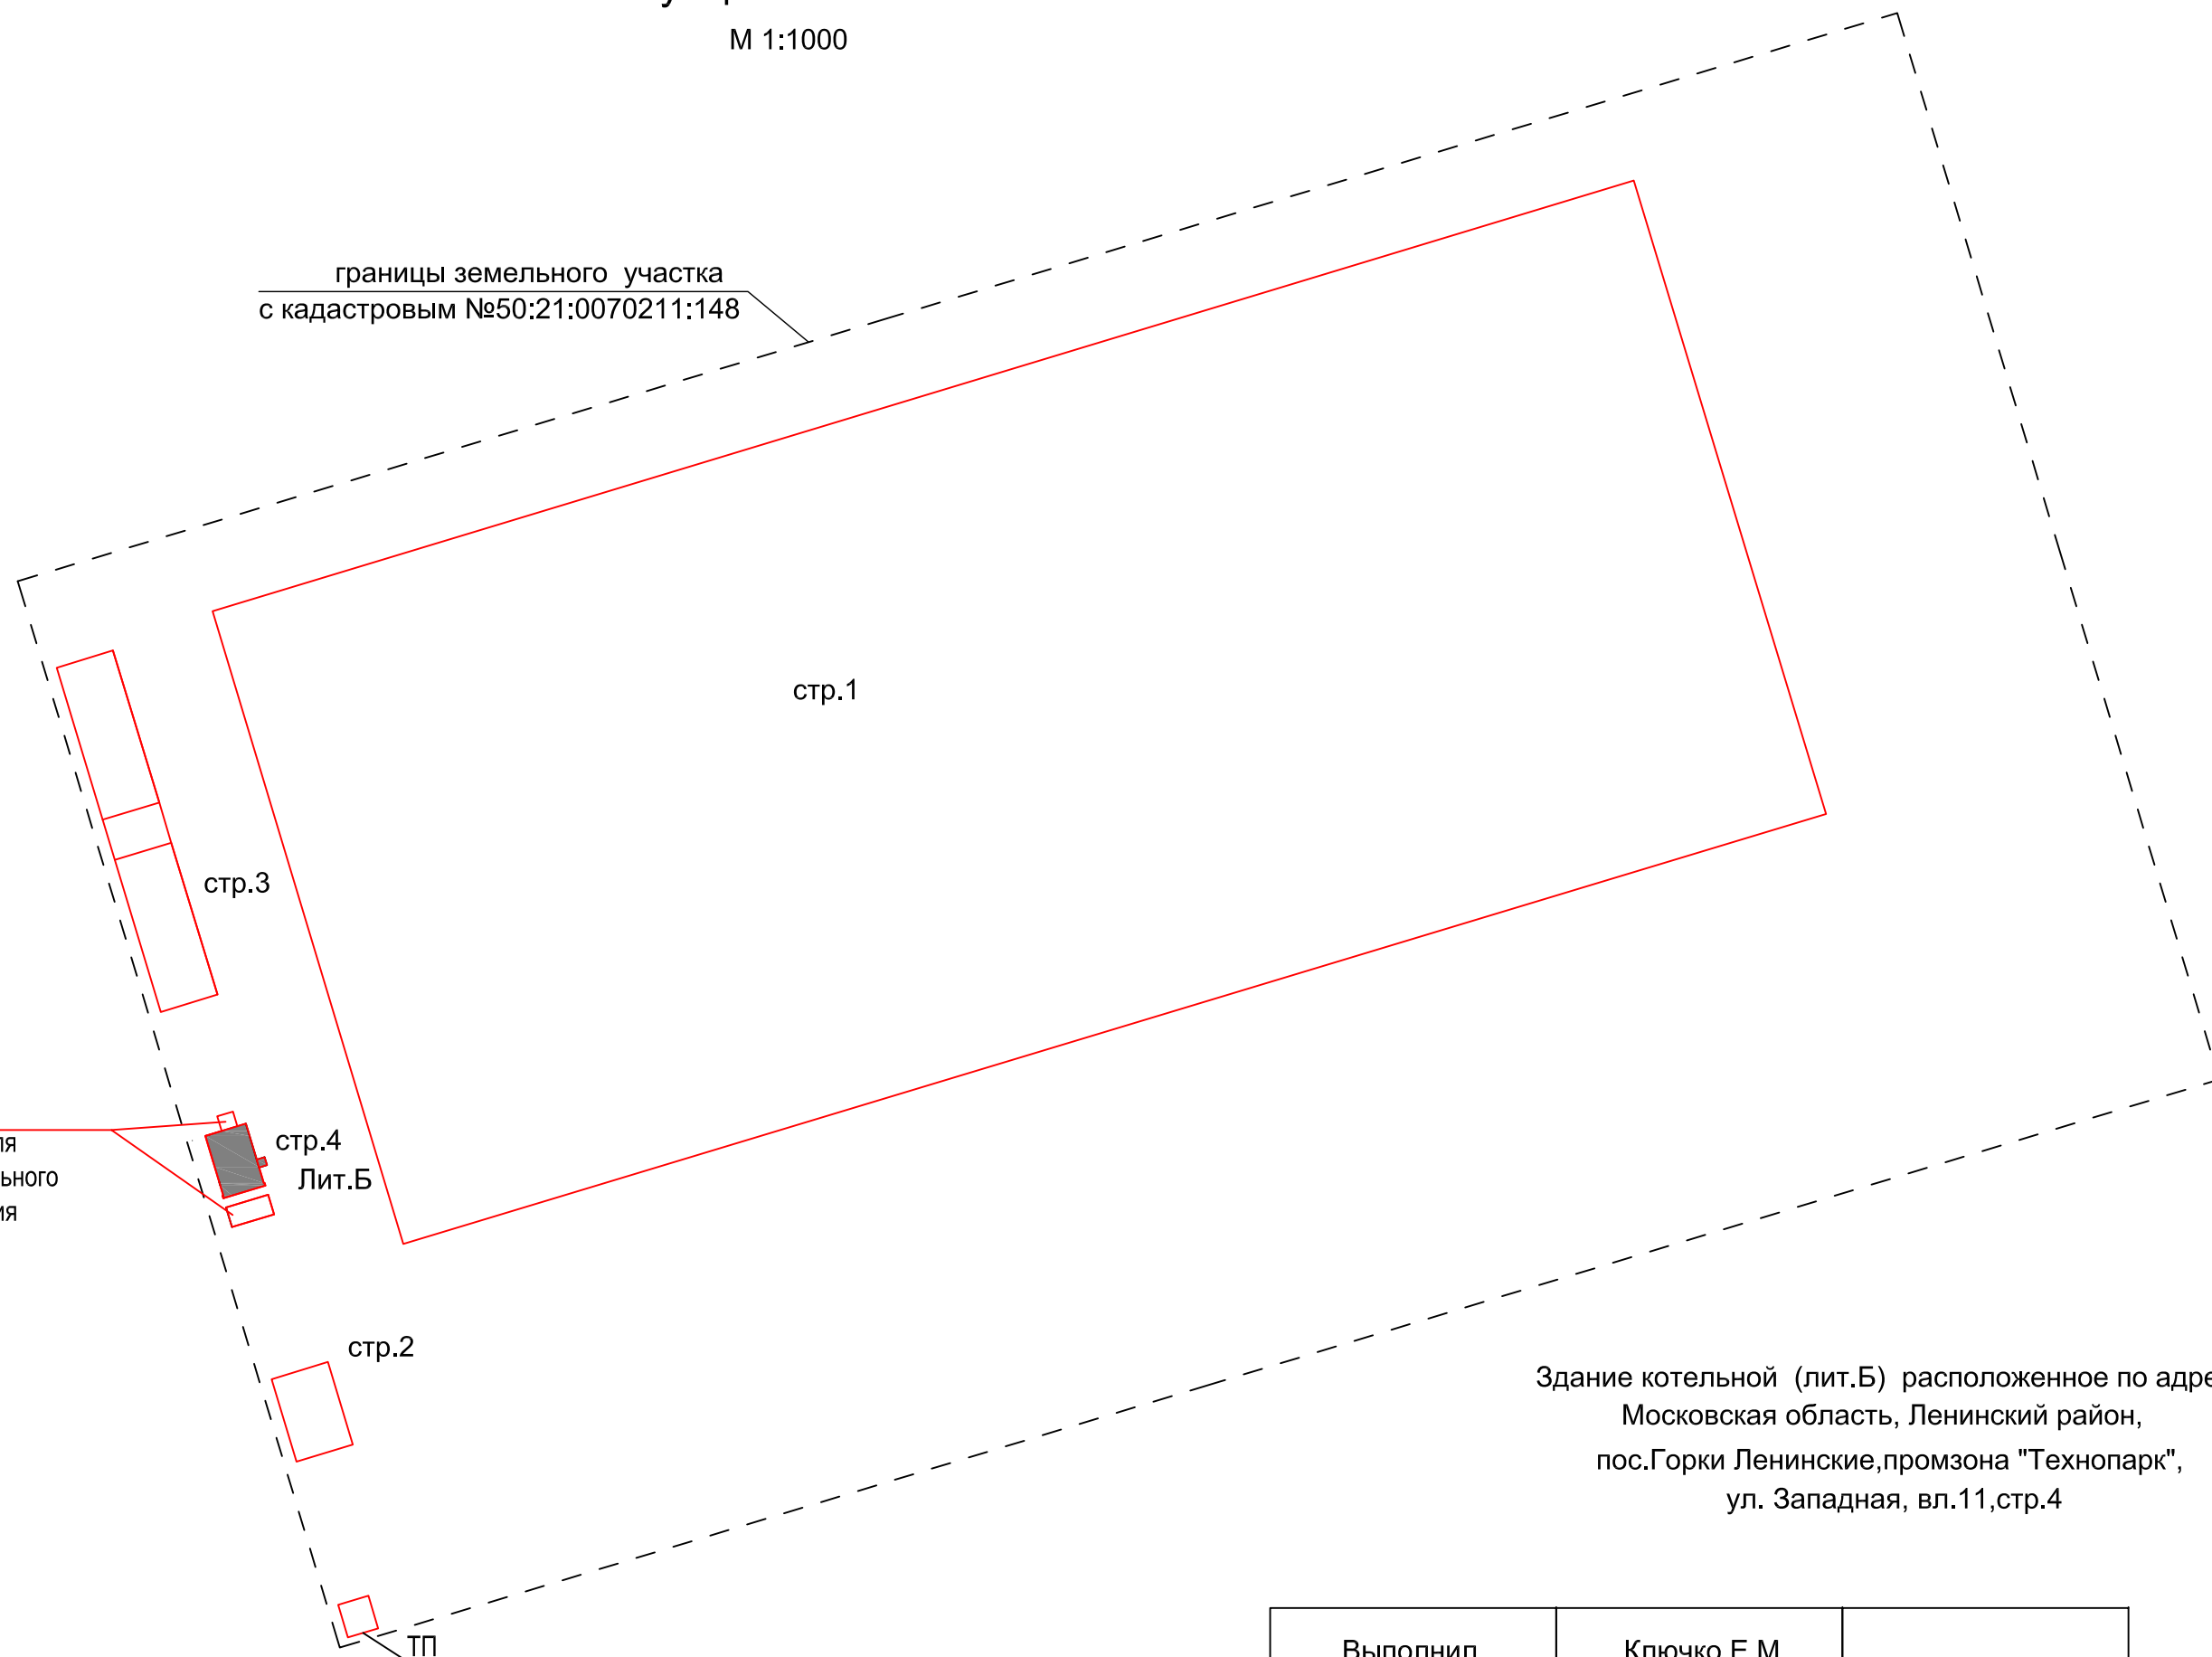 М 1:1000
границы земельного участка
с кадастровым №50:21:0070211:148
стр.1
стр.3
стр.4
Лит.Б
стр.2
Здание котельной (лит.Б) расположенное по
Московская область, Ленинский район,
пос.Горки Ленинские,промзона "Технопарк",
ул. Западная, вл.11,стр.4
ТП
Выполнил Ключко Е.М.